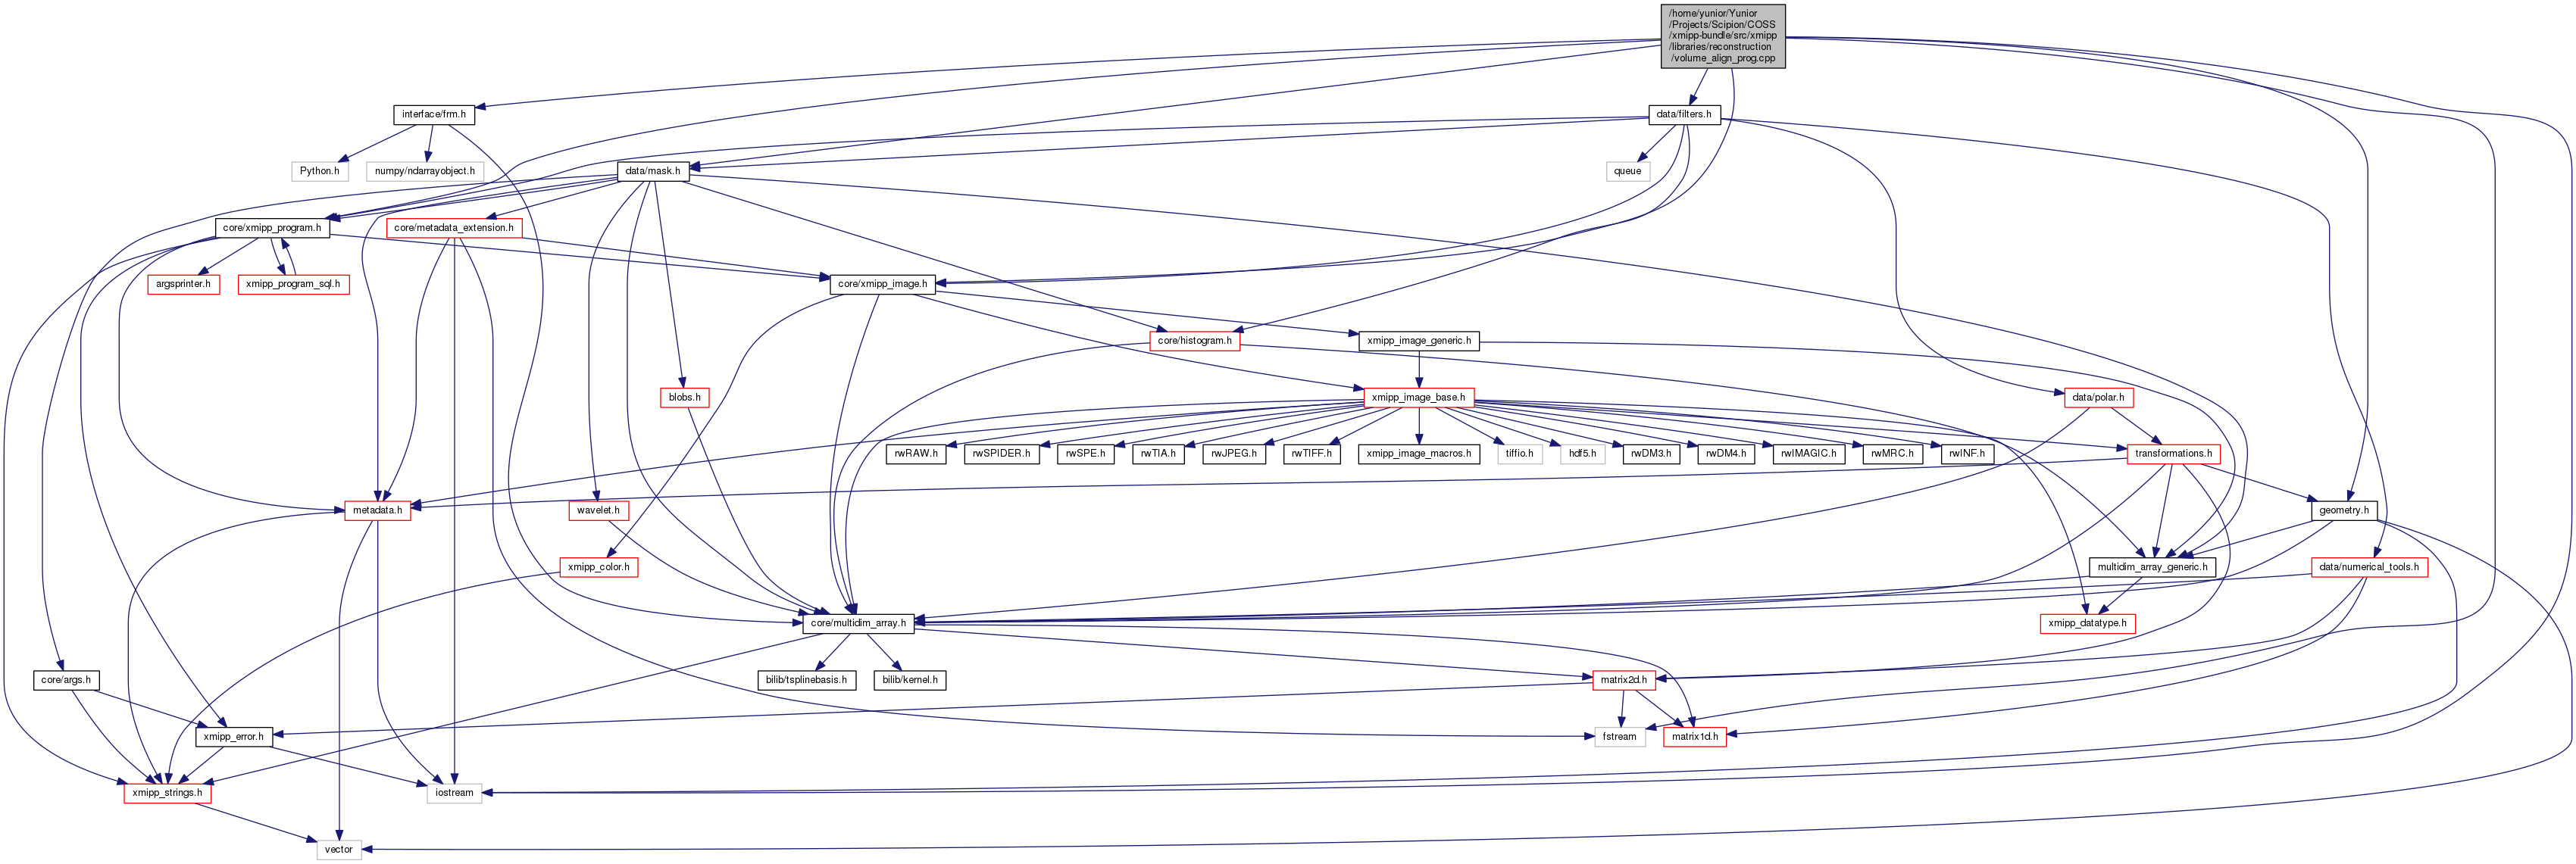 /home/yunior/Yunior
/Projects/Scipion/COSS
/xmipp-bundle/src/xmipp
/libraries/reconstruction
/volume_align_prog.cpp
interface/frm.h
data/filters.h
Python.h
numpy/ndarrayobject.h
data/mask.h
queue
core/xmipp_program.h
core/metadata_extension.h
argsprinter.h
xmipp_program_sql.h
core/xmipp_image.h
core/histogram.h
xmipp_image_generic.h
blobs.h
xmipp_image_base.h
data/polar.h
rwRAW.h
rwSPIDER.h
rwSPE.h
rwTIA.h
rwJPEG.h
rwTIFF.h
xmipp_image_macros.h
tiffio.h
hdf5.h
rwDM3.h
rwDM4.h
rwIMAGIC.h
rwMRC.h
rwINF.h
transformations.h
metadata.h
wavelet.h
geometry.h
xmipp_color.h
multidim_array_generic.h
data/numerical_tools.h
core/multidim_array.h
xmipp_datatype.h
core/args.h
bilib/tsplinebasis.h
bilib/kernel.h
matrix2d.h
xmipp_error.h
fstream
matrix1d.h
xmipp_strings.h
iostream
vector